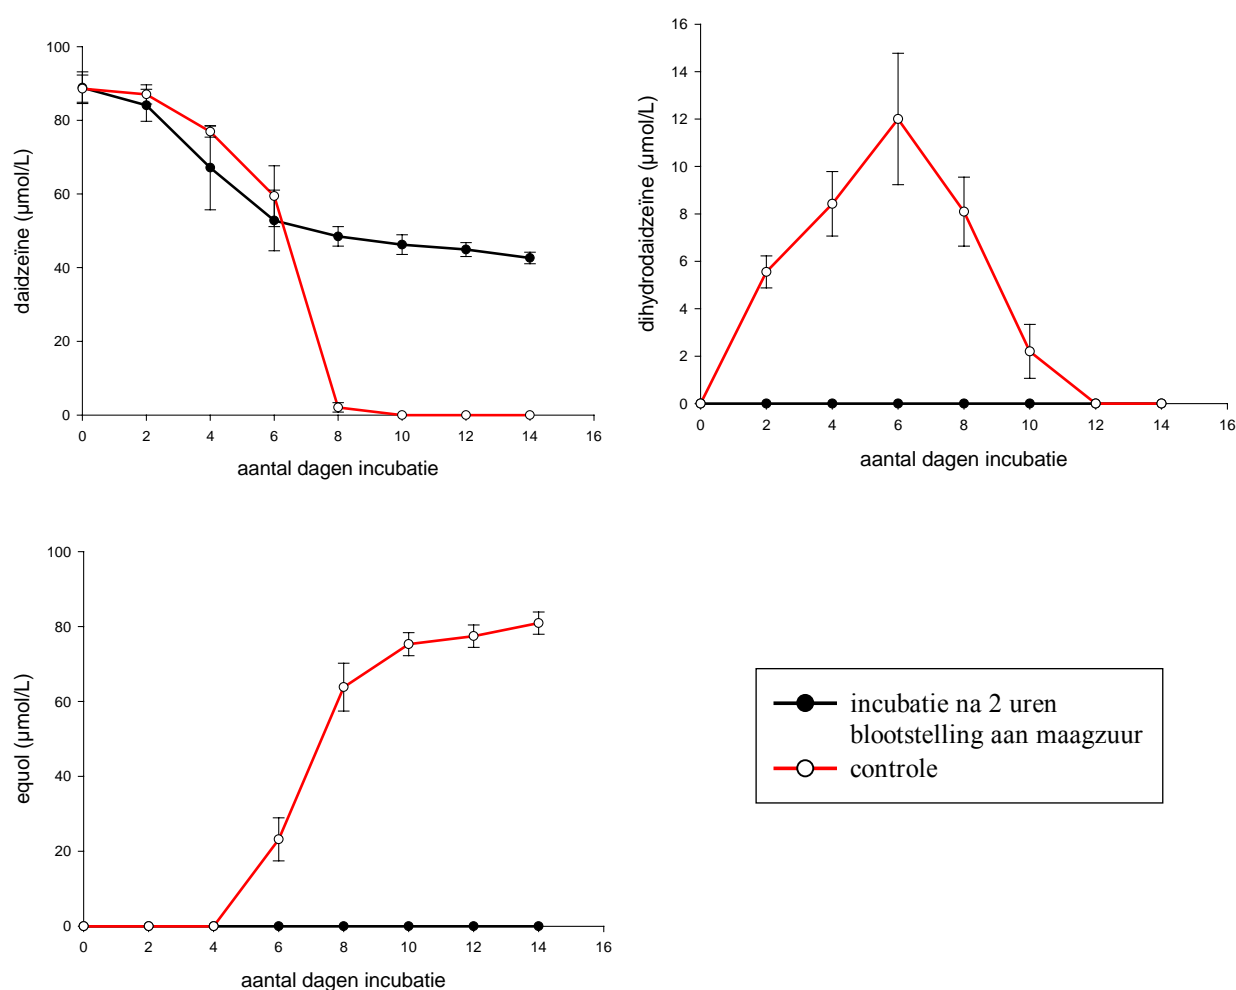 100
80
60
40
20
0
daidzeïne (µmol/L)
0 2 4 6 8 10 12 14 16
aantal dagen incubatie
16
14
12
10
8
6
4
2
0
dihydrodaidzeïne (µmol/L)
0 2 4 6 8 10 12 14 16
aantal dagen incubatie
100
80
60
40
20
0
equol (µmol/L)
0 2 4 6 8 10 12 14 16
aantal dagen incubatie
incubatie na 2 uren
blootstelling aan maagzuur
controle